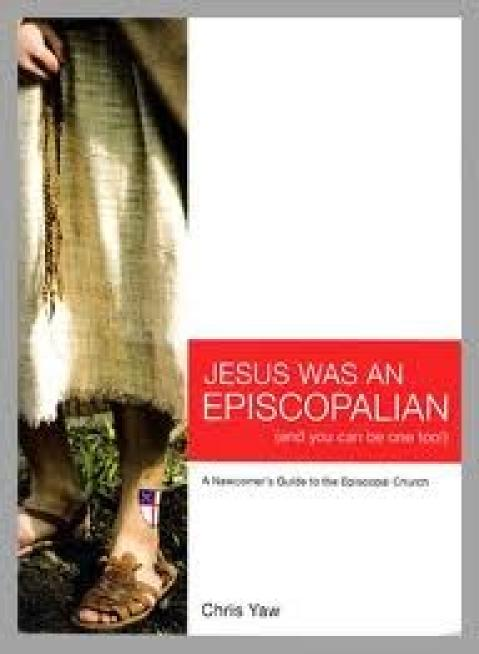 JESUS WAS AN
EPISCOPALIAN
(and you can be one too!)
A Newcomer's Guide to the Episcopal Church
Chris Yaw